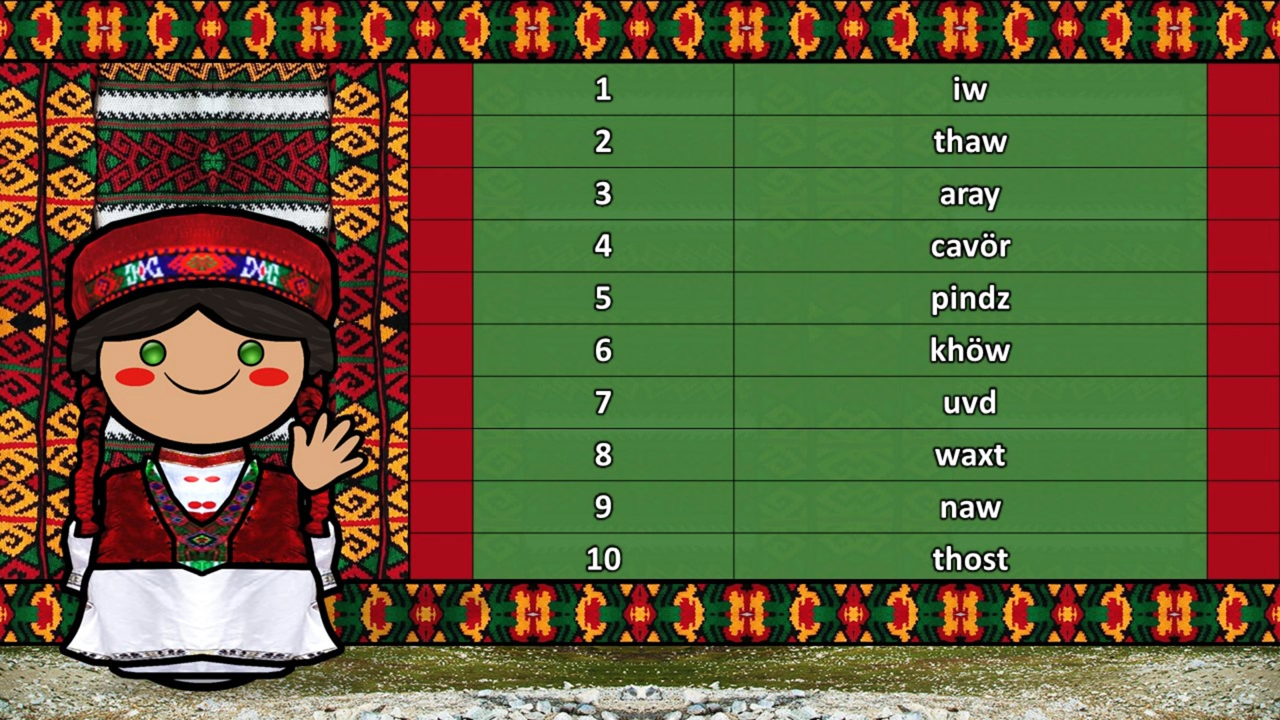 1 iw
2 thaw
3 aray
4 cavör
5 pindz
6 khöw
7 uvd
8 waxt
9 naw
10 thost